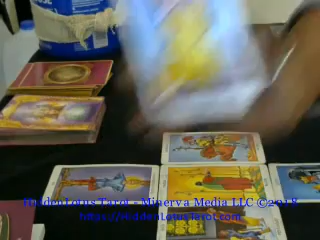 Hidden Lotus Tarot - Minerva Media LLC ©2018
https://HiddenLotusTarot.com